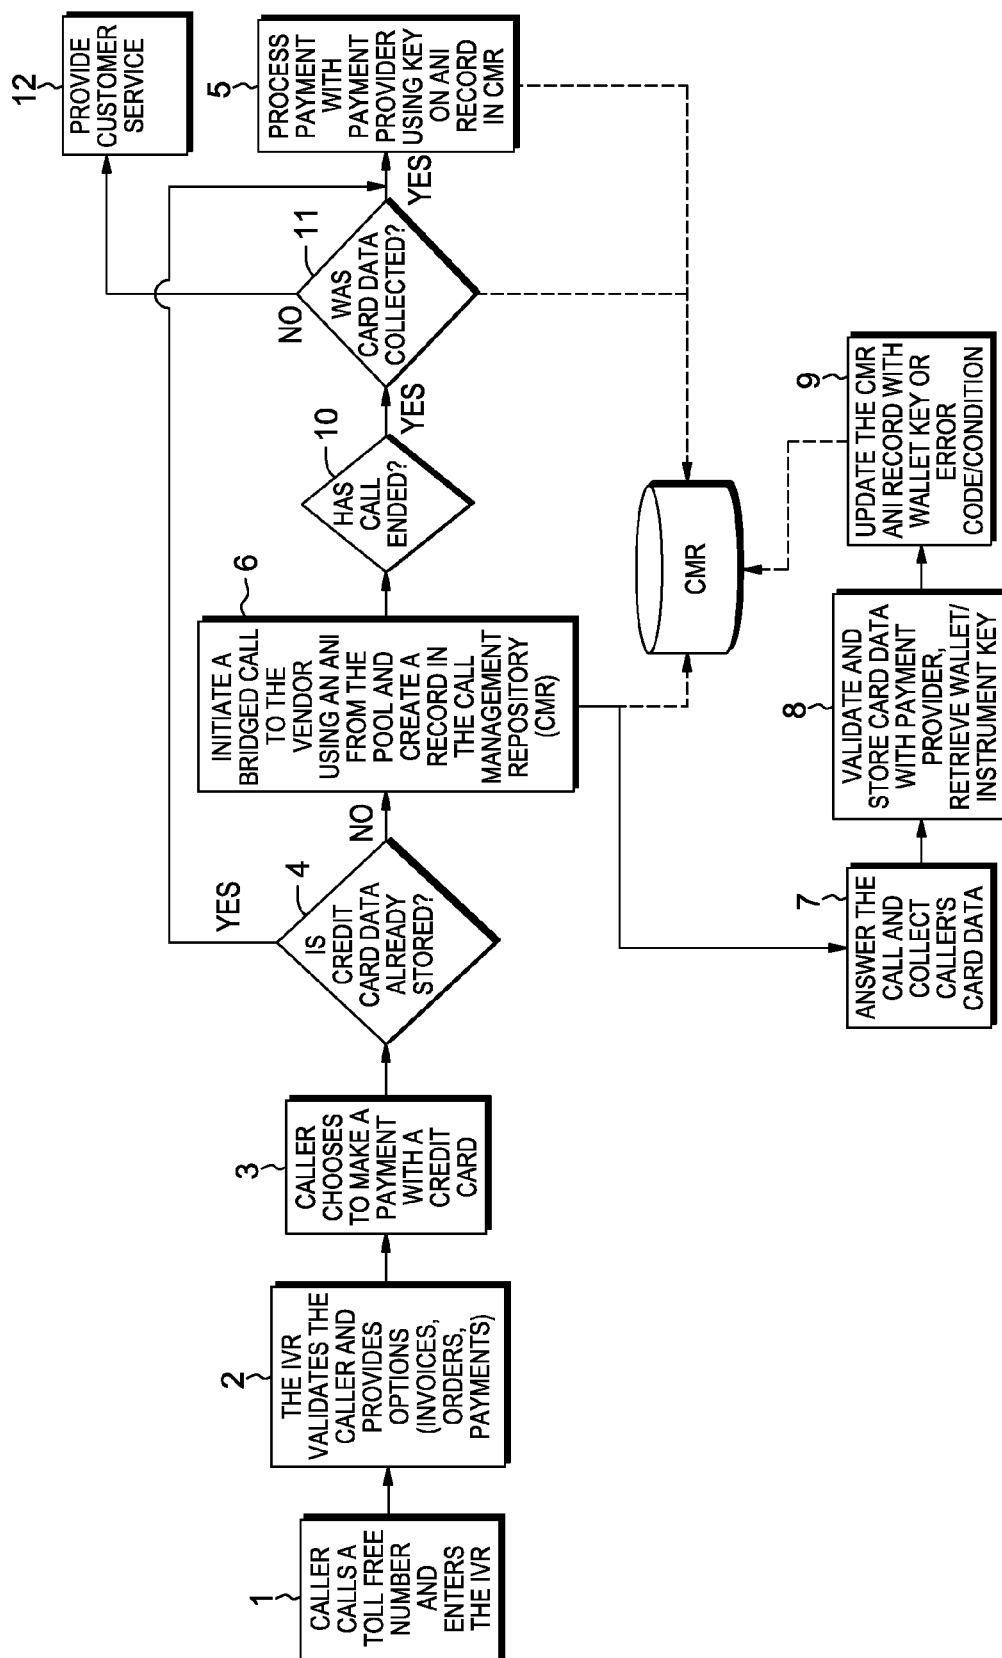 1
CALLER
CALLS A
TOLL FREE
NUMBER
AND
ENTERS
THE IVR
2
THE IVR
VALIDATES THE
CALLER AND
PROVIDES
OPTIONS
(INVOICES,
ORDERS,
PAYMENTS)
3
CALLER
CHOOSES
TO MAKE A
PAYMENT
WITH A
CREDIT
CARD
4
IS
CREDIT
CARD DATA
ALREADY
STORED?
YES
NO
6
INITIATE A
BRIDGED CALL
TO THE
VENDOR
USING AN ANI
FROM THE
POOL AND
CREATE A
RECORD IN
THE CALL
MANAGEMENT
REPOSITORY
(CMR)
10
HAS
CALL
ENDED?
YES
11
WAS
CARD DATA
COLLECTED?
NO
YES
12
PROVIDE
CUSTOMER
SERVICE
5
PROCESS
PAYMENT
WITH
PAYMENT
PROVIDER
USING KEY
ON ANI
RECORD
IN CMR
CMR
7
ANSWER THE
CALL AND
COLLECT
CALLER'S
CARD DATA
8
VALIDATE AND
STORE CARD DATA
WITH PAYMENT
PROVIDER,
RETRIEVE WALLET/
INSTRUMENT KEY
9
UPDATE THE CMR
ANI RECORD WITH
WALLET KEY OR
ERROR
CODE/CONDITION